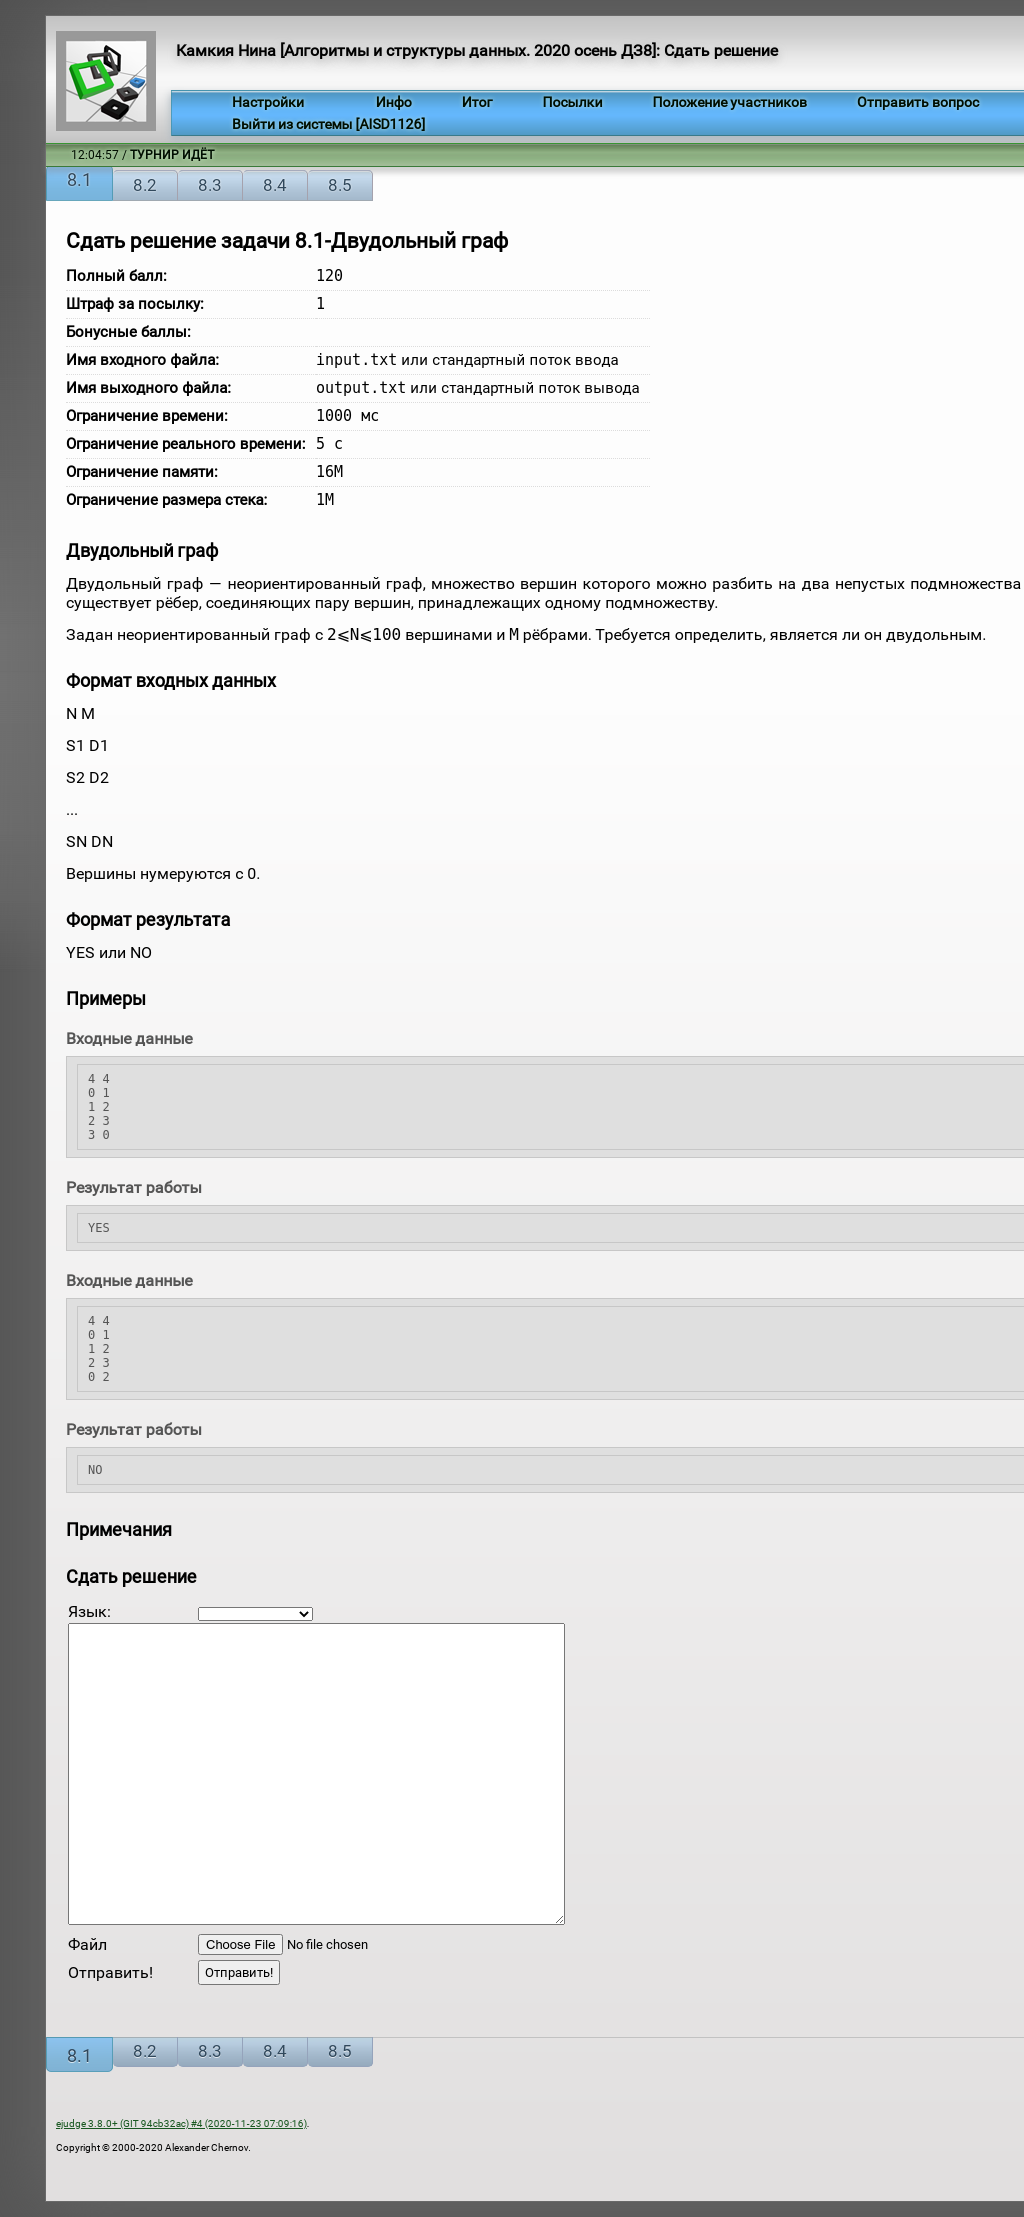 Камкия Нина [Алгоритмы и структуры данных. 2020 осень ДЗ8]: Сдать решение
Настройки Инфо Итог Посылки Положение участников Отправить вопрос
Выйти из системы [AISD1126]
12:04:57 / ТУРНИР ИДЁТ
8.1 8.2 8.3 8.4 8.5
Сдать решение задачи 8.1-Двудольный граф
Полный балл: 120
Штраф за посылку: 1
Бонусные баллы:
Имя входного файла: input.txt или стандартный поток ввода
Имя выходного файла: output.txt или стандартный поток вывода
Ограничение времени: 1000 мс
Ограничение реального времени: 5 с
Ограничение памяти: 16M
Ограничение размера стека: 1M
Двудольный граф
Двудольный граф — неориентированный граф, множество вершин которого можно разбить на два непустых подмножества
существует рёбер, соединяющих пару вершин, принадлежащих одному подмножеству.
Задан неориентированный граф с 2⩽N⩽100 вершинами и M рёбрами. Требуется определить, является ли он двудольным.
Формат входных данных
N M
S1 D1
S2 D2
...
SN DN
Вершины нумеруются с 0.
Формат результата
YES или NO
Примеры
Входные данные
4 4
0 1
1 2
2 3
3 0
Результат работы
YES
Входные данные
4 4
0 1
1 2
2 3
0 2
Результат работы
NO
Примечания
Сдать решение
Язык:
Файл Choose File No file chosen
Отправить! Отправить!
8.1 8.2 8.3 8.4 8.5
ejudge 3.8.0+ (GIT 94cb32ac) #4 (2020-11-23 07:09:16).
Copyright © 2000-2020 Alexander Chernov.